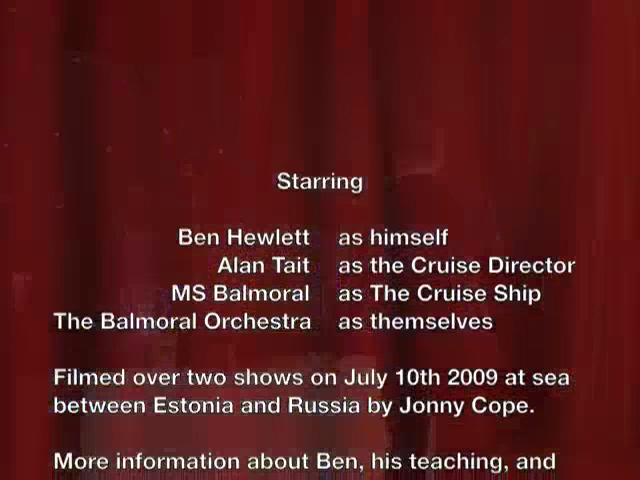 Starring
Ben Hewlett as himself
Alan Tait as the Cruise Director
MS Balmoral as The Cruise Ship
The Balmoral Orchestra as themselves
Filmed over two shows on July 10th 2009 at sea
between Estonia and Russia by Jonny Cope.
More information about Ben, his teaching, and